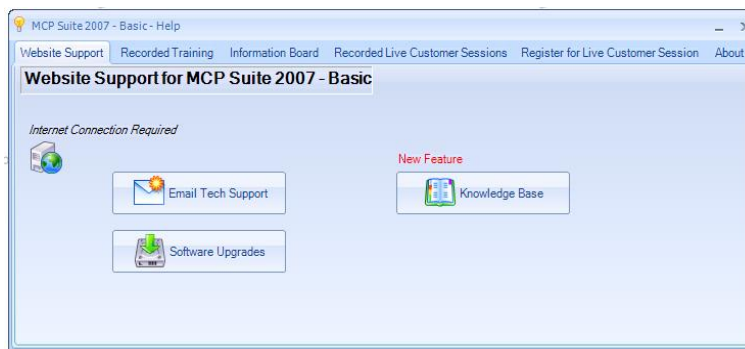 MCP Suite 2007 - Basic - Help
Website Support Recorded Training Information Board Recorded Live Customer Sessions Register for Live Customer Session About
Website Support for MCP Suite 2007 - Basic
Internet Connection Required
New Feature
Email Tech Support Knowledge Base
Software Upgrades